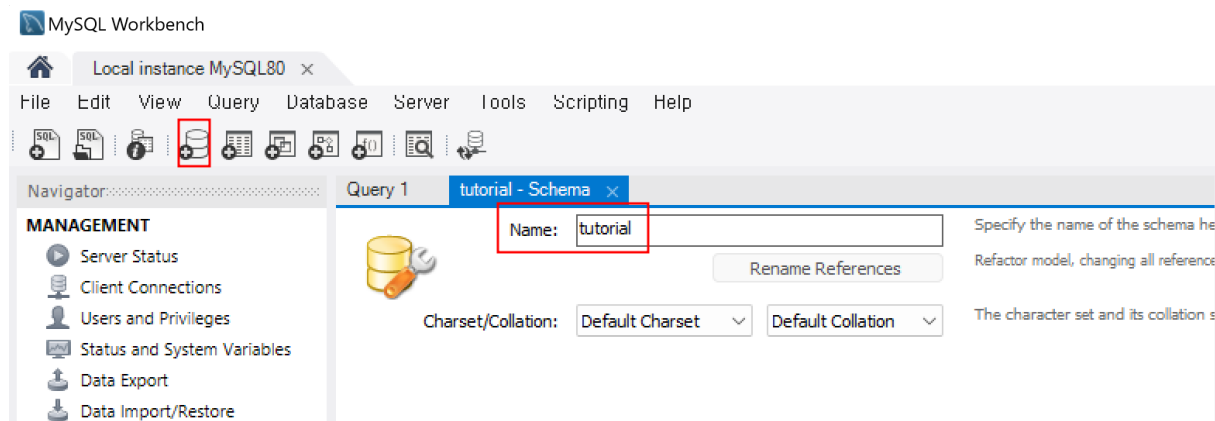 MySQL Workbench
Local instance MySQL80 ×
File Edit View Query Database Server Tools Scripting Help
Navigator
Query 1 tutorial - Schema ×
MANAGEMENT
Server Status
Client Connections
Users and Privileges
Status and System Variables
Data Export
Data Import/Restore
Name: tutorial
Specify the name of the schema he
Rename References
Refactor model, changing all reference
Charset/Collation: Default Charset Default Collation
The character set and its collation s